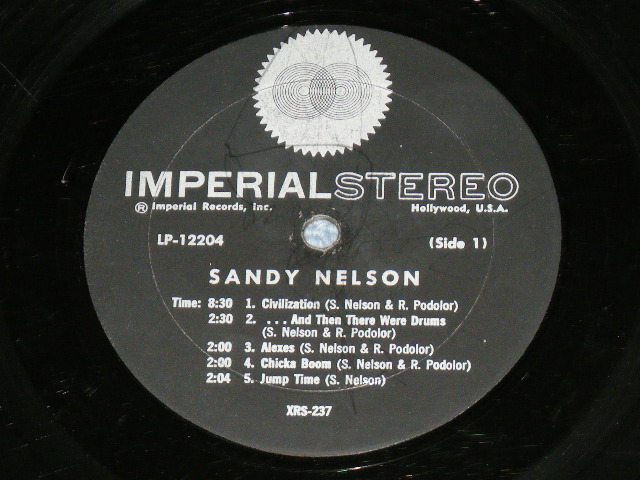 IMPERIAL STEREO
® Imperial Records, Inc. Hollywood, U.S.A.
LP-12204 (Side 1)
SANDY NELSON
Time: 8:30 1. Civilization (S. Nelson & R. Podolor)
2:30 2. . . . And Then There Were Drums
(S. Nelson & R. Podolor)
2:00 3. Alexes (S. Nelson & R. Podolor)
2:00 4. Chicka Boom (S. Nelson & R. Podolor)
2:04 5. Jump Time (S. Nelson)
XRS-237